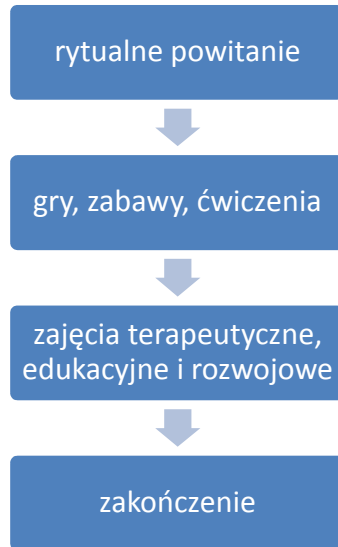 rytualne powitanie
gry, zabawy, ćwiczenia
zajęcia terapeutyczne,
edukacyjne i rozwojowe
zakończenie